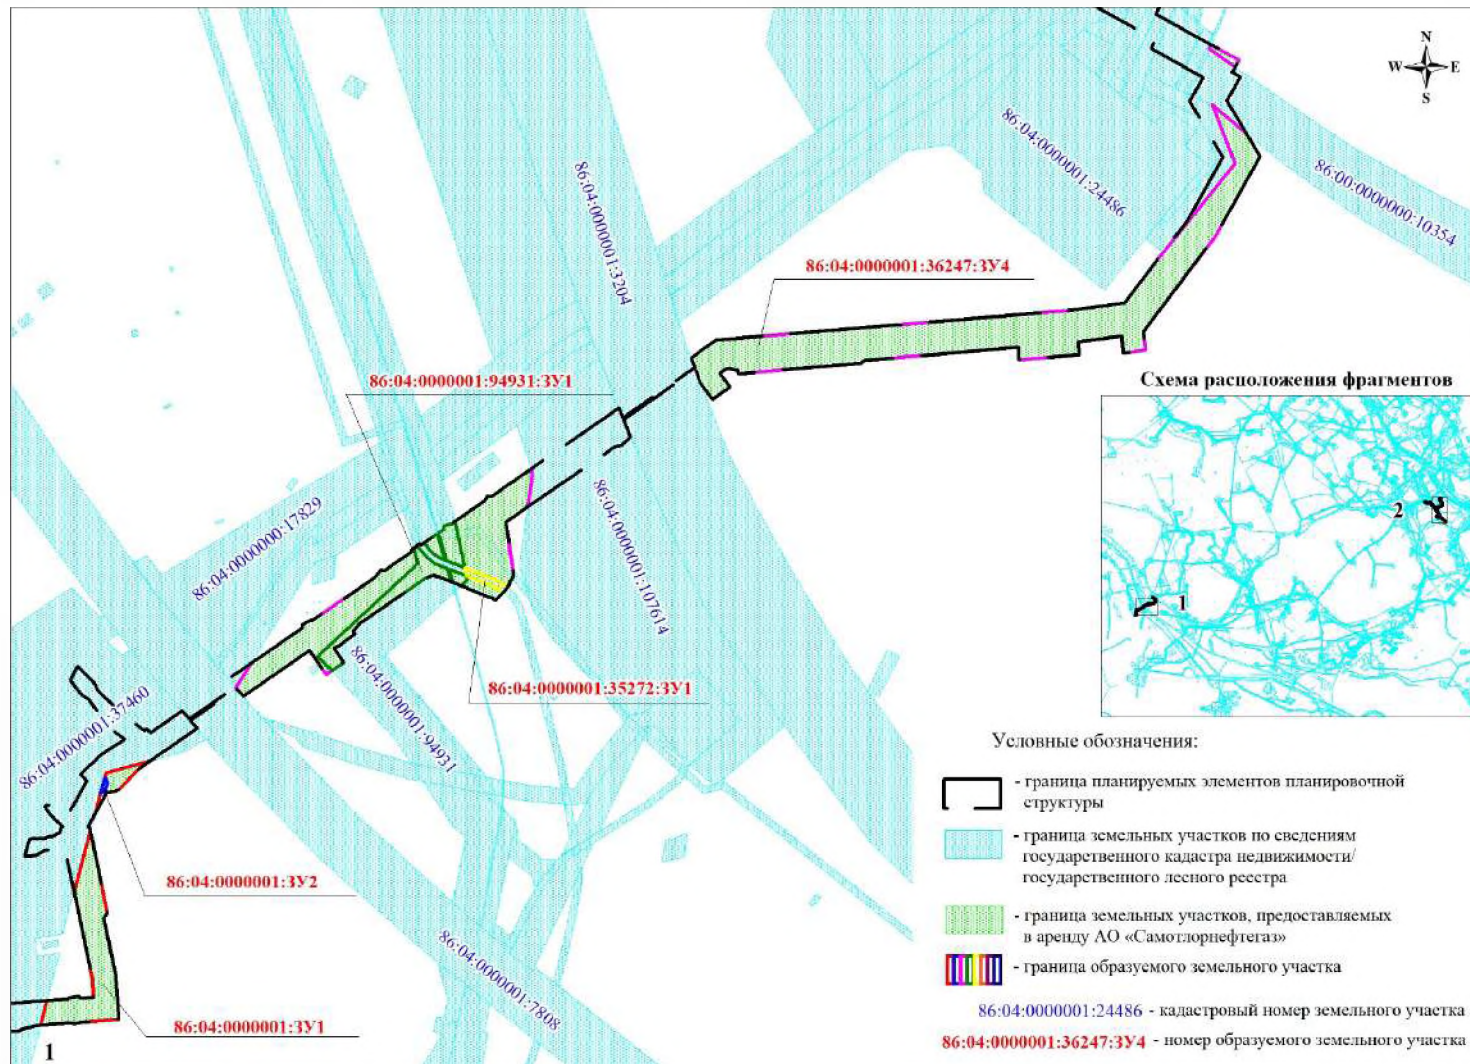 N
W E
S
86:04:0000001:24486
86:00:0000000:10354
86:04:0000001:3204
86:04:0000001:36247:ЗУ4
86:04:0000001:94931:ЗУ1
Схема расположения фрагментов
2
1
86:04:0000000:17829
86:04:0000001:107614
86:04:0000001:35272:ЗУ1
86:04:0000001:94931
86:04:0000001:37460
86:04:0000001:ЗУ2
86:04:0000001:7808
86:04:0000001:ЗУ1
1
Условные обозначения:
- граница планируемых элементов планировочной
структуры
- граница земельных участков по сведениям
государственного кадастра недвижимости/
государственного лесного реестра
- граница земельных участков, предоставляемых
в аренду АО «Самотлорнефтегаз»
- граница образуемого земельного участка
86:04:0000001:24486 - кадастровый номер земельного участка
86:04:0000001:36247:ЗУ4 - номер образуемого земельного участка